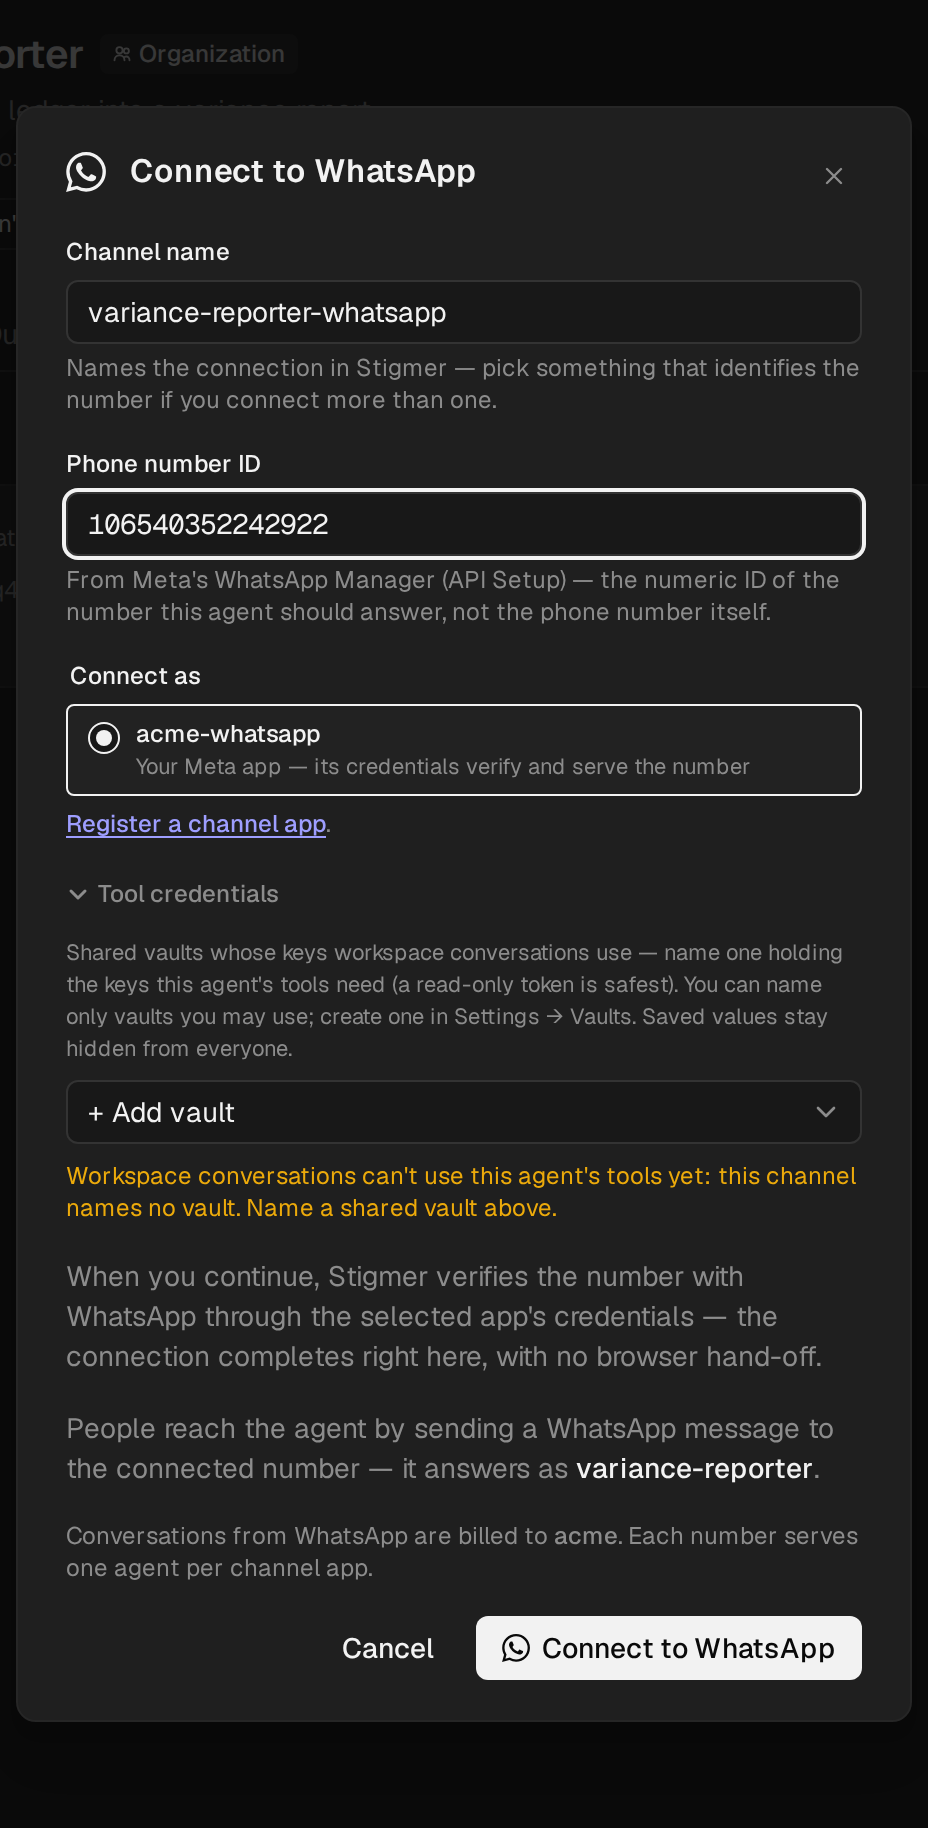 orter
Organization
Connect to WhatsApp
Channel name
variance-reporter-whatsapp
Names the connection in Stigmer — pick something that identifies the
number if you connect more than one.
Phone number ID
106540352242922
From Meta's WhatsApp Manager (API Setup) — the numeric ID of the
number this agent should answer, not the phone number itself.
Connect as
acme-whatsapp
Your Meta app — its credentials verify and serve the number
Register a channel app.
Tool credentials
Shared vaults whose keys workspace conversations use — name one holding
the keys this agent's tools need (a read-only token is safest). You can name
only vaults you may use; create one in Settings → Vaults. Saved values stay
hidden from everyone.
+ Add vault
Workspace conversations can't use this agent's tools yet: this channel
names no vault. Name a shared vault above.
When you continue, Stigmer verifies the number with
WhatsApp through the selected app's credentials — the
connection completes right here, with no browser hand-off.
People reach the agent by sending a WhatsApp message to
the connected number — it answers as variance-reporter.
Conversations from WhatsApp are billed to acme. Each number serves
one agent per channel app.
Cancel
Connect to WhatsApp